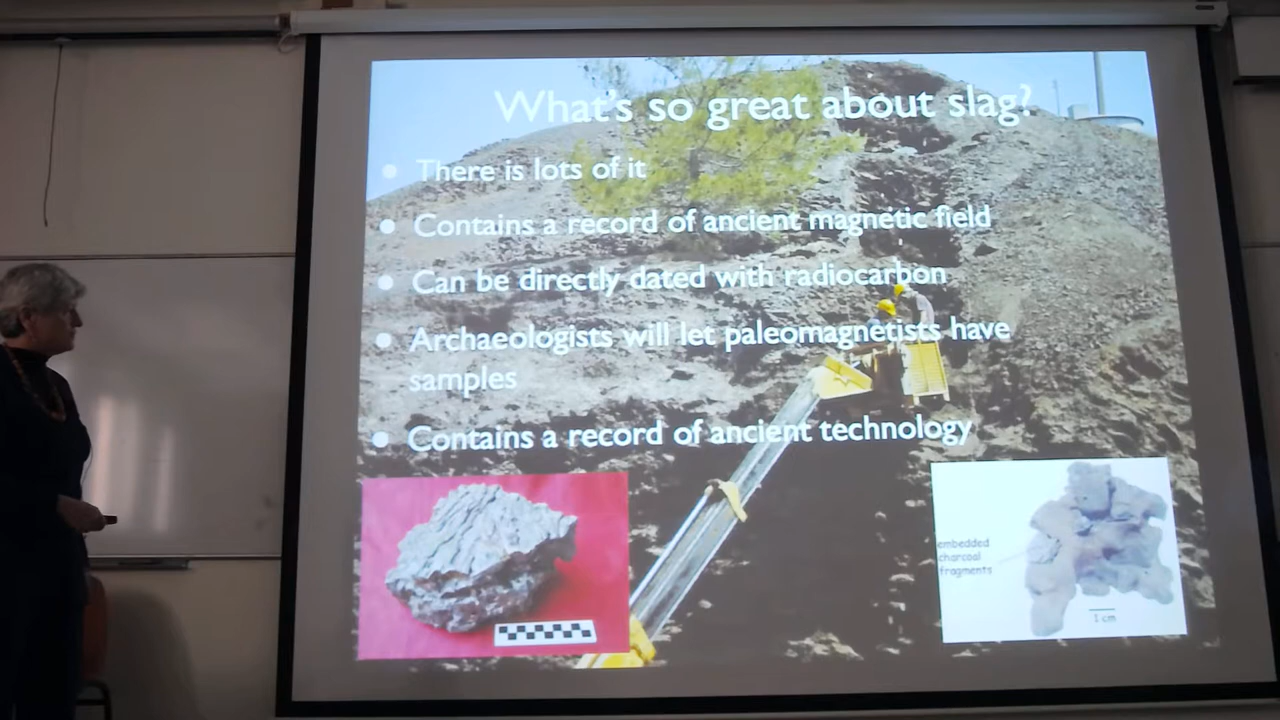 What's so great about slag?
• There is lots of it
• Contains a record of ancient magnetic field
• Can be directly dated with radiocarbon
• Archaeologists will let paleomagnetists have
samples
• Contains a record of ancient technology
embedded
charcoal
fragments
1 cm